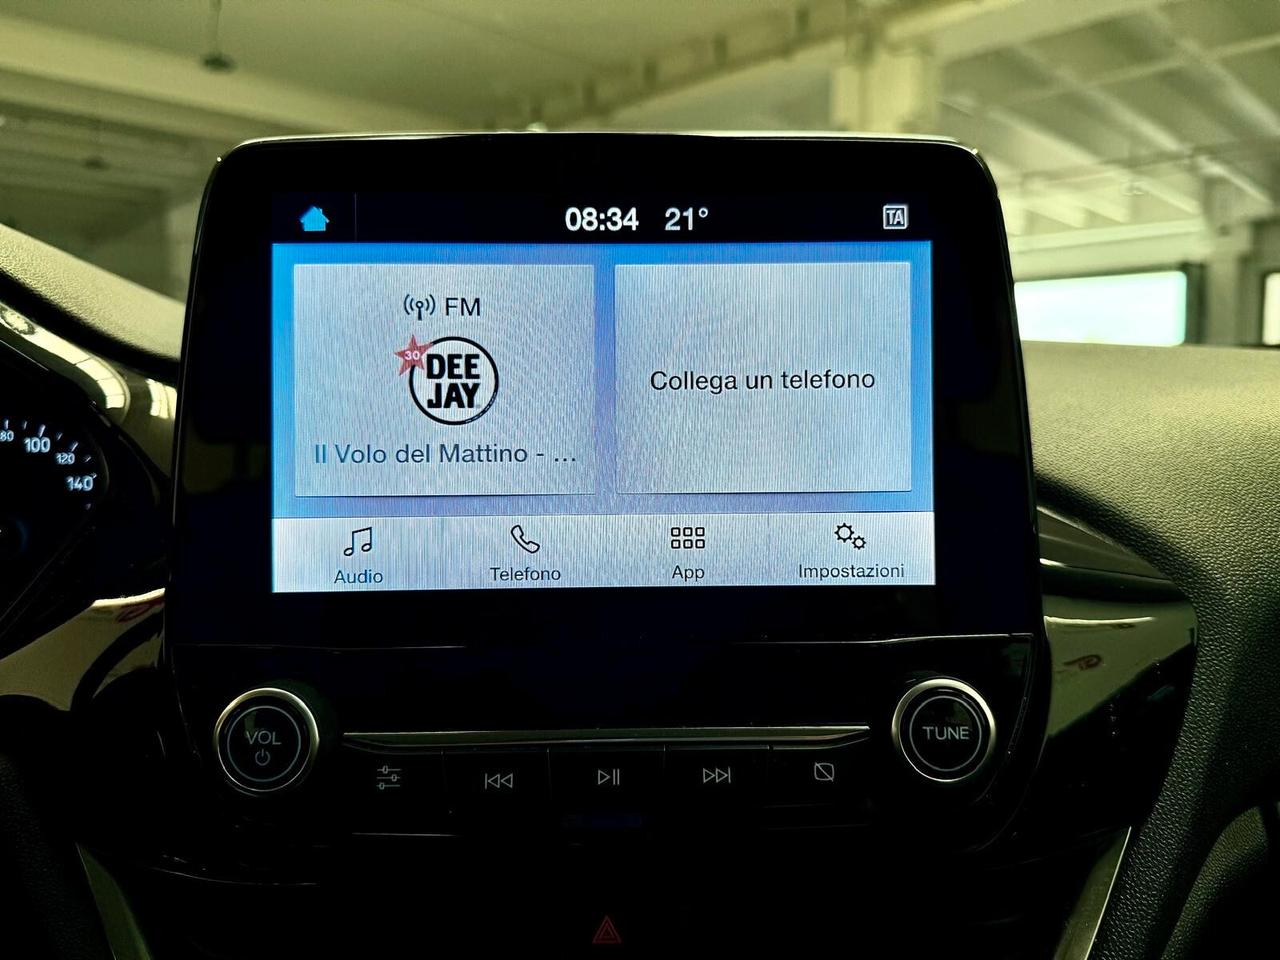 08:34 21° TA
FM
30
DEE
JAY
Il Volo del Mattino - ...
Collega un telefono
Audio
Telefono
App
Impostazioni
80
100
120
140
VOL
TUNE